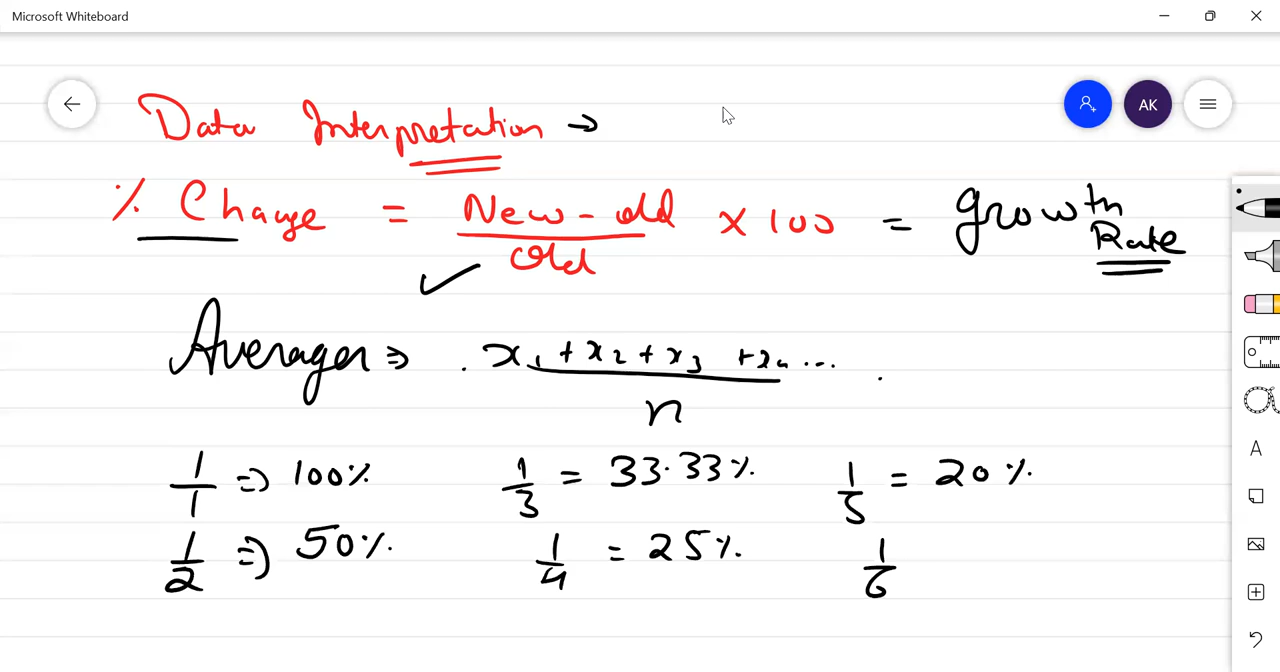 Microsoft Whiteboard
AK
Data Interpretation →
% Change = New - old / old × 100 = growth Rate
Averages ⇒ x₁ + x₂ + x₃ + x₄ ... / n
1/1 ⇒ 100% 1/3 = 33.33% 1/5 = 20%
1/2 ⇒ 50% 1/4 = 25% 1/6
A